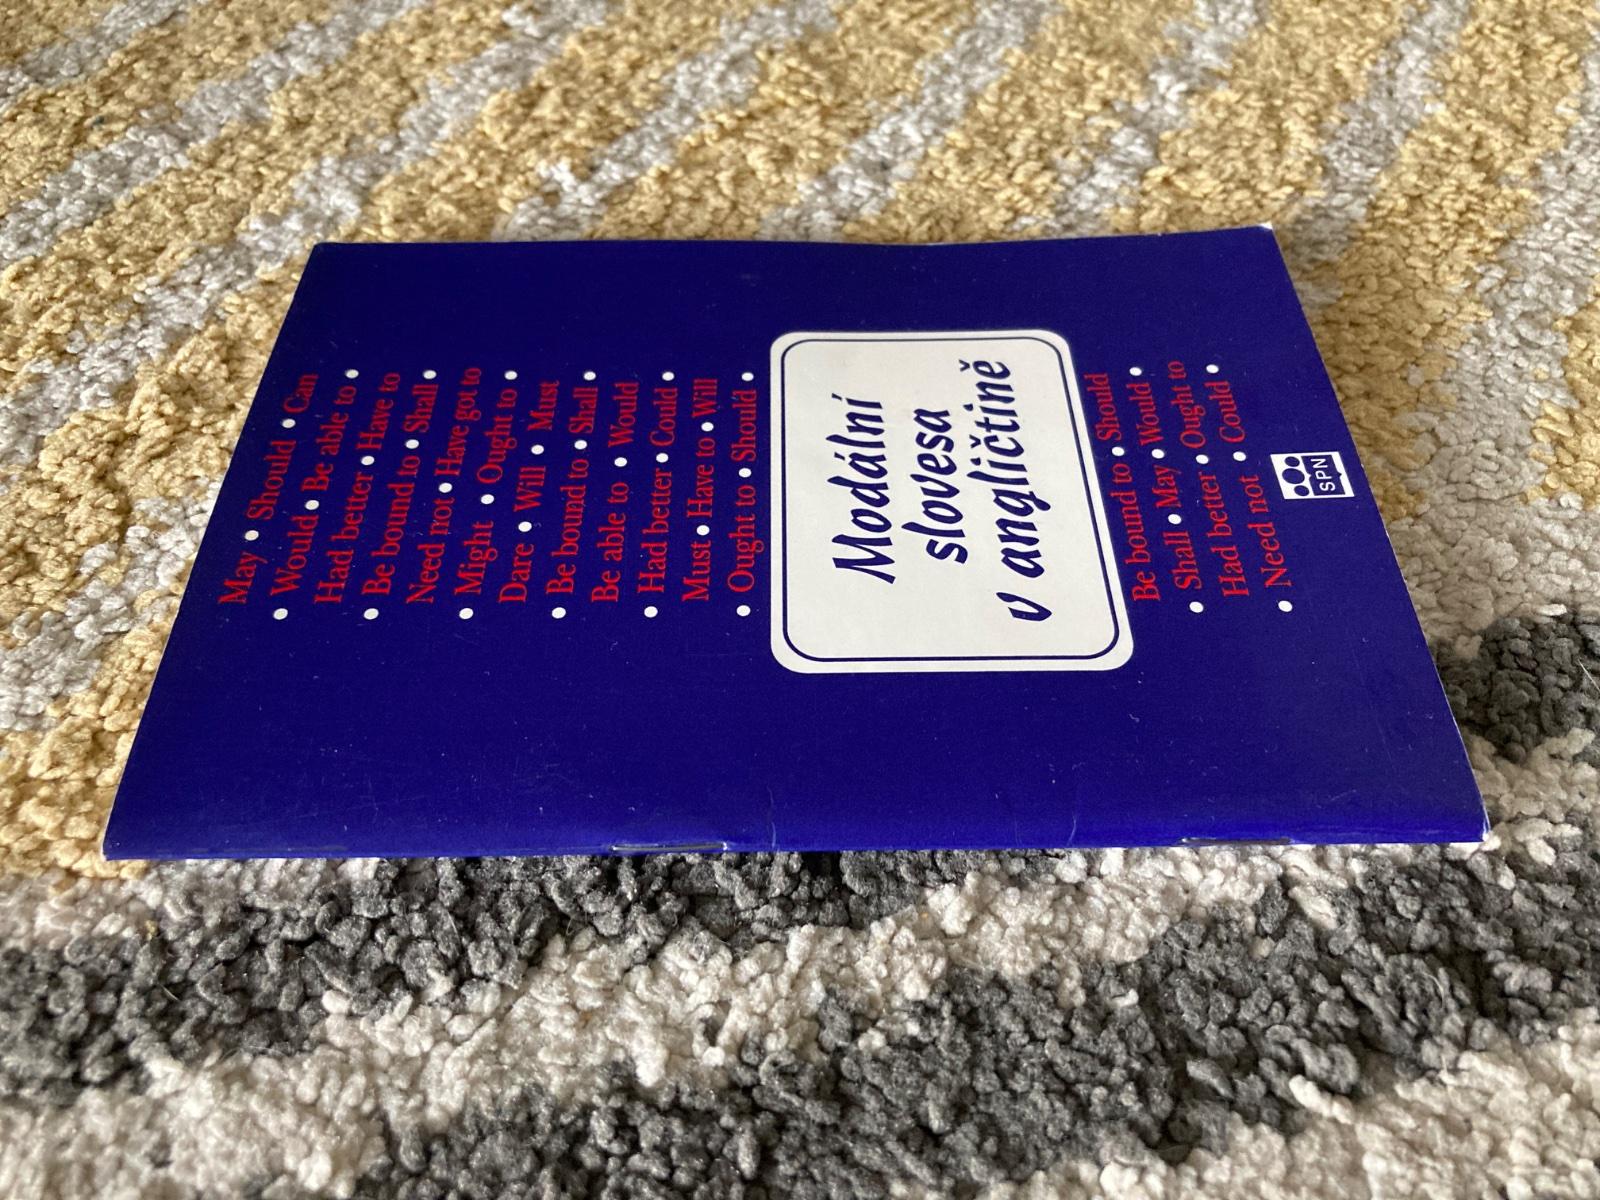 May • Should • Can
• Would • Be able to •
Had better • Have to
• Be bound to • Shall •
Need not • Have got to
• Might • Ought to •
Dare • Will • Must
• Be bound to • Shall •
Be able to • Would
• Had better • Could •
Must • Have to • Will
• Ought to • Should •
Modální
slovesa
v angličtině
Be bound to • Should
• Shall • May • Would •
Had better • Ought to
• Need not • Could •
SPN